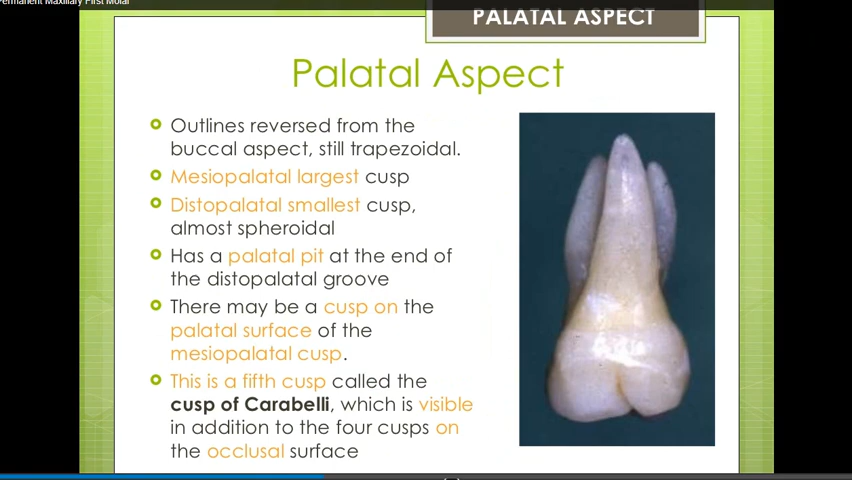 Permanent Maxillary First Molar
PALATAL ASPECT
Palatal Aspect
Outlines reversed from the
buccal aspect, still trapezoidal.
Mesiopalatal largest cusp
Distopalatal smallest cusp,
almost spheroidal
Has a palatal pit at the end of
the distopalatal groove
There may be a cusp on the
palatal surface of the
mesiopalatal cusp.
This is a fifth cusp called the
cusp of Carabelli, which is visible
in addition to the four cusps on
the occlusal surface